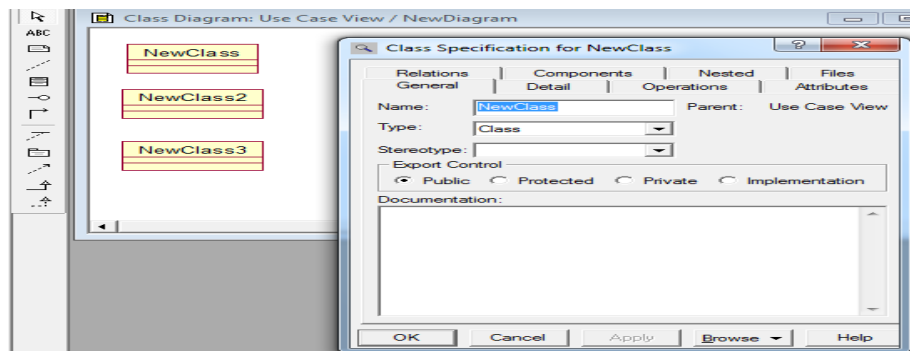 Class Diagram: Use Case View / NewDiagram
ABC
NewClass
NewClass2
NewClass3
Class Specification for NewClass
Relations Components Nested Files
General Detail Operations Attributes
Name: NewClass Parent: Use Case View
Type: Class
Stereotype:
Export Control
Public Protected Private Implementation
Documentation:
OK Cancel Apply Browse Help